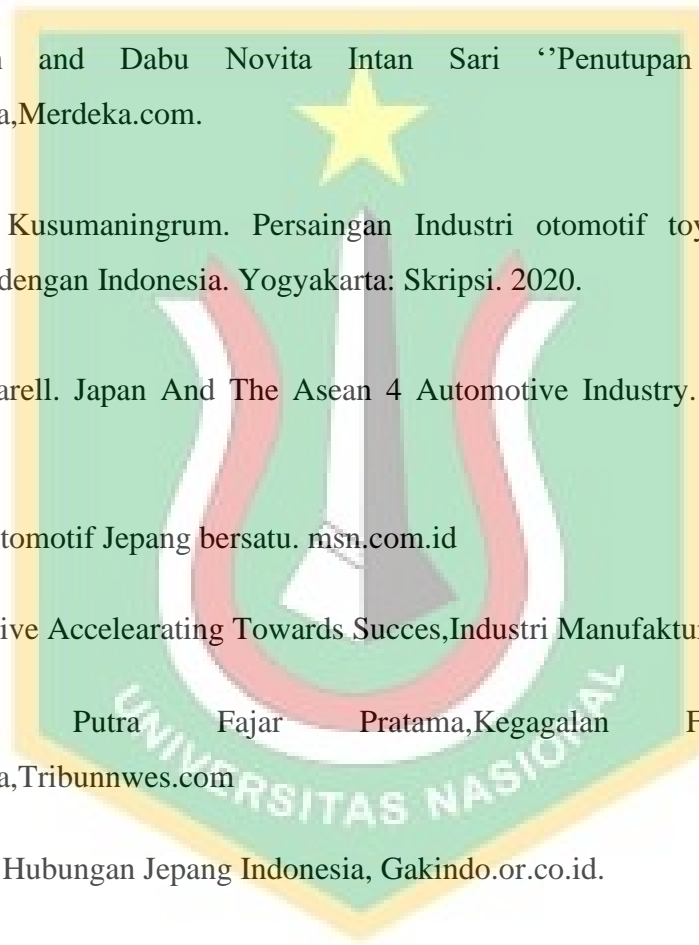 and Dabu Novita Intan Sari ‘’Penutupan
a,Merdeka.com.
Kusumaningrum. Persaingan Industri otomotif toy
dengan Indonesia. Yogyakarta: Skripsi. 2020.
arell. Japan And The Asean 4 Automotive Industry.
tomotif Jepang bersatu. msn.com.id
ive Accelearating Towards Succes,Industri Manufaktur
Putra Fajar Pratama,Kegagalan F
a,Tribunnwes.com
Hubungan Jepang Indonesia, Gakindo.or.co.id.
UNIVERSITAS NASIONAL